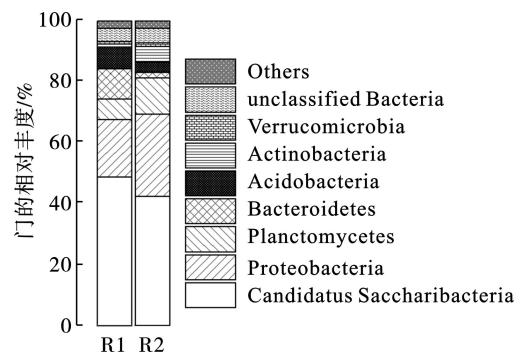 门的相对丰度/%
100
80
60
40
20
0
R1 R2
Others
unclassified Bacteria
Verrucomicrobia
Actinobacteria
Acidobacteria
Bacteroidetes
Planctomycetes
Proteobacteria
Candidatus Saccharibacteria